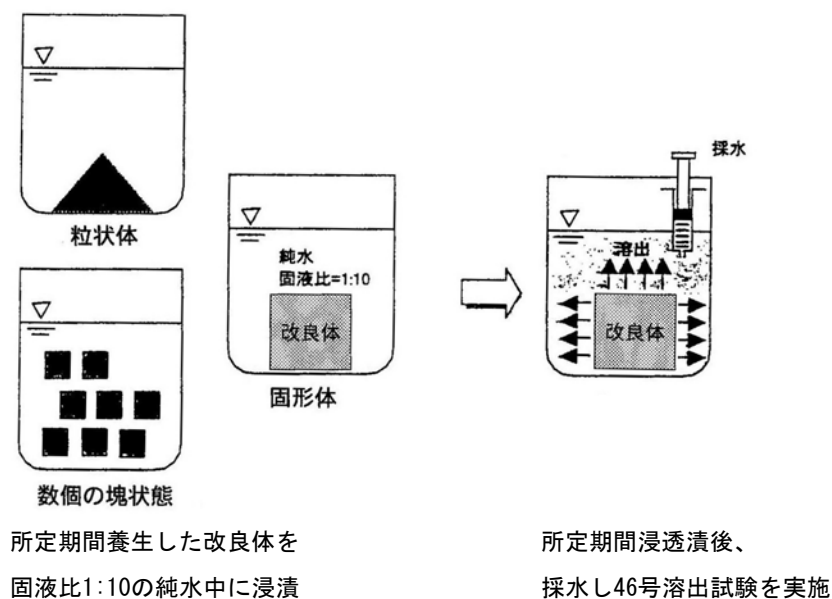 粒状体
数個の塊状態
純水
固液比=1:10
改良体
固形体
採水
溶出
改良体
所定期間養生した改良体を
固液比1:10の純水中に浸漬
所定期間浸透漬後、
採水し46号溶出試験を実施